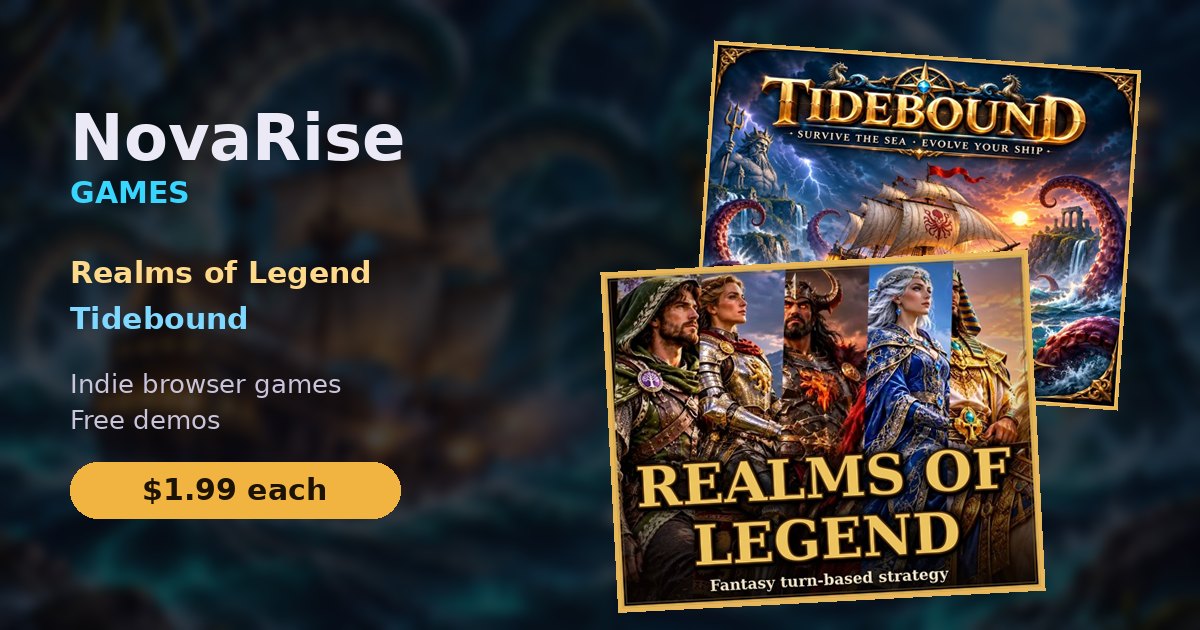 NovaRise
GAMES
Realms of Legend
Tidebound
Indie browser games
Free demos
$1.99 each
TIDEBOUND
· SURVIVE THE SEA · EVOLVE YOUR SHIP ·
REALMS OF
LEGEND
Fantasy turn-based strategy